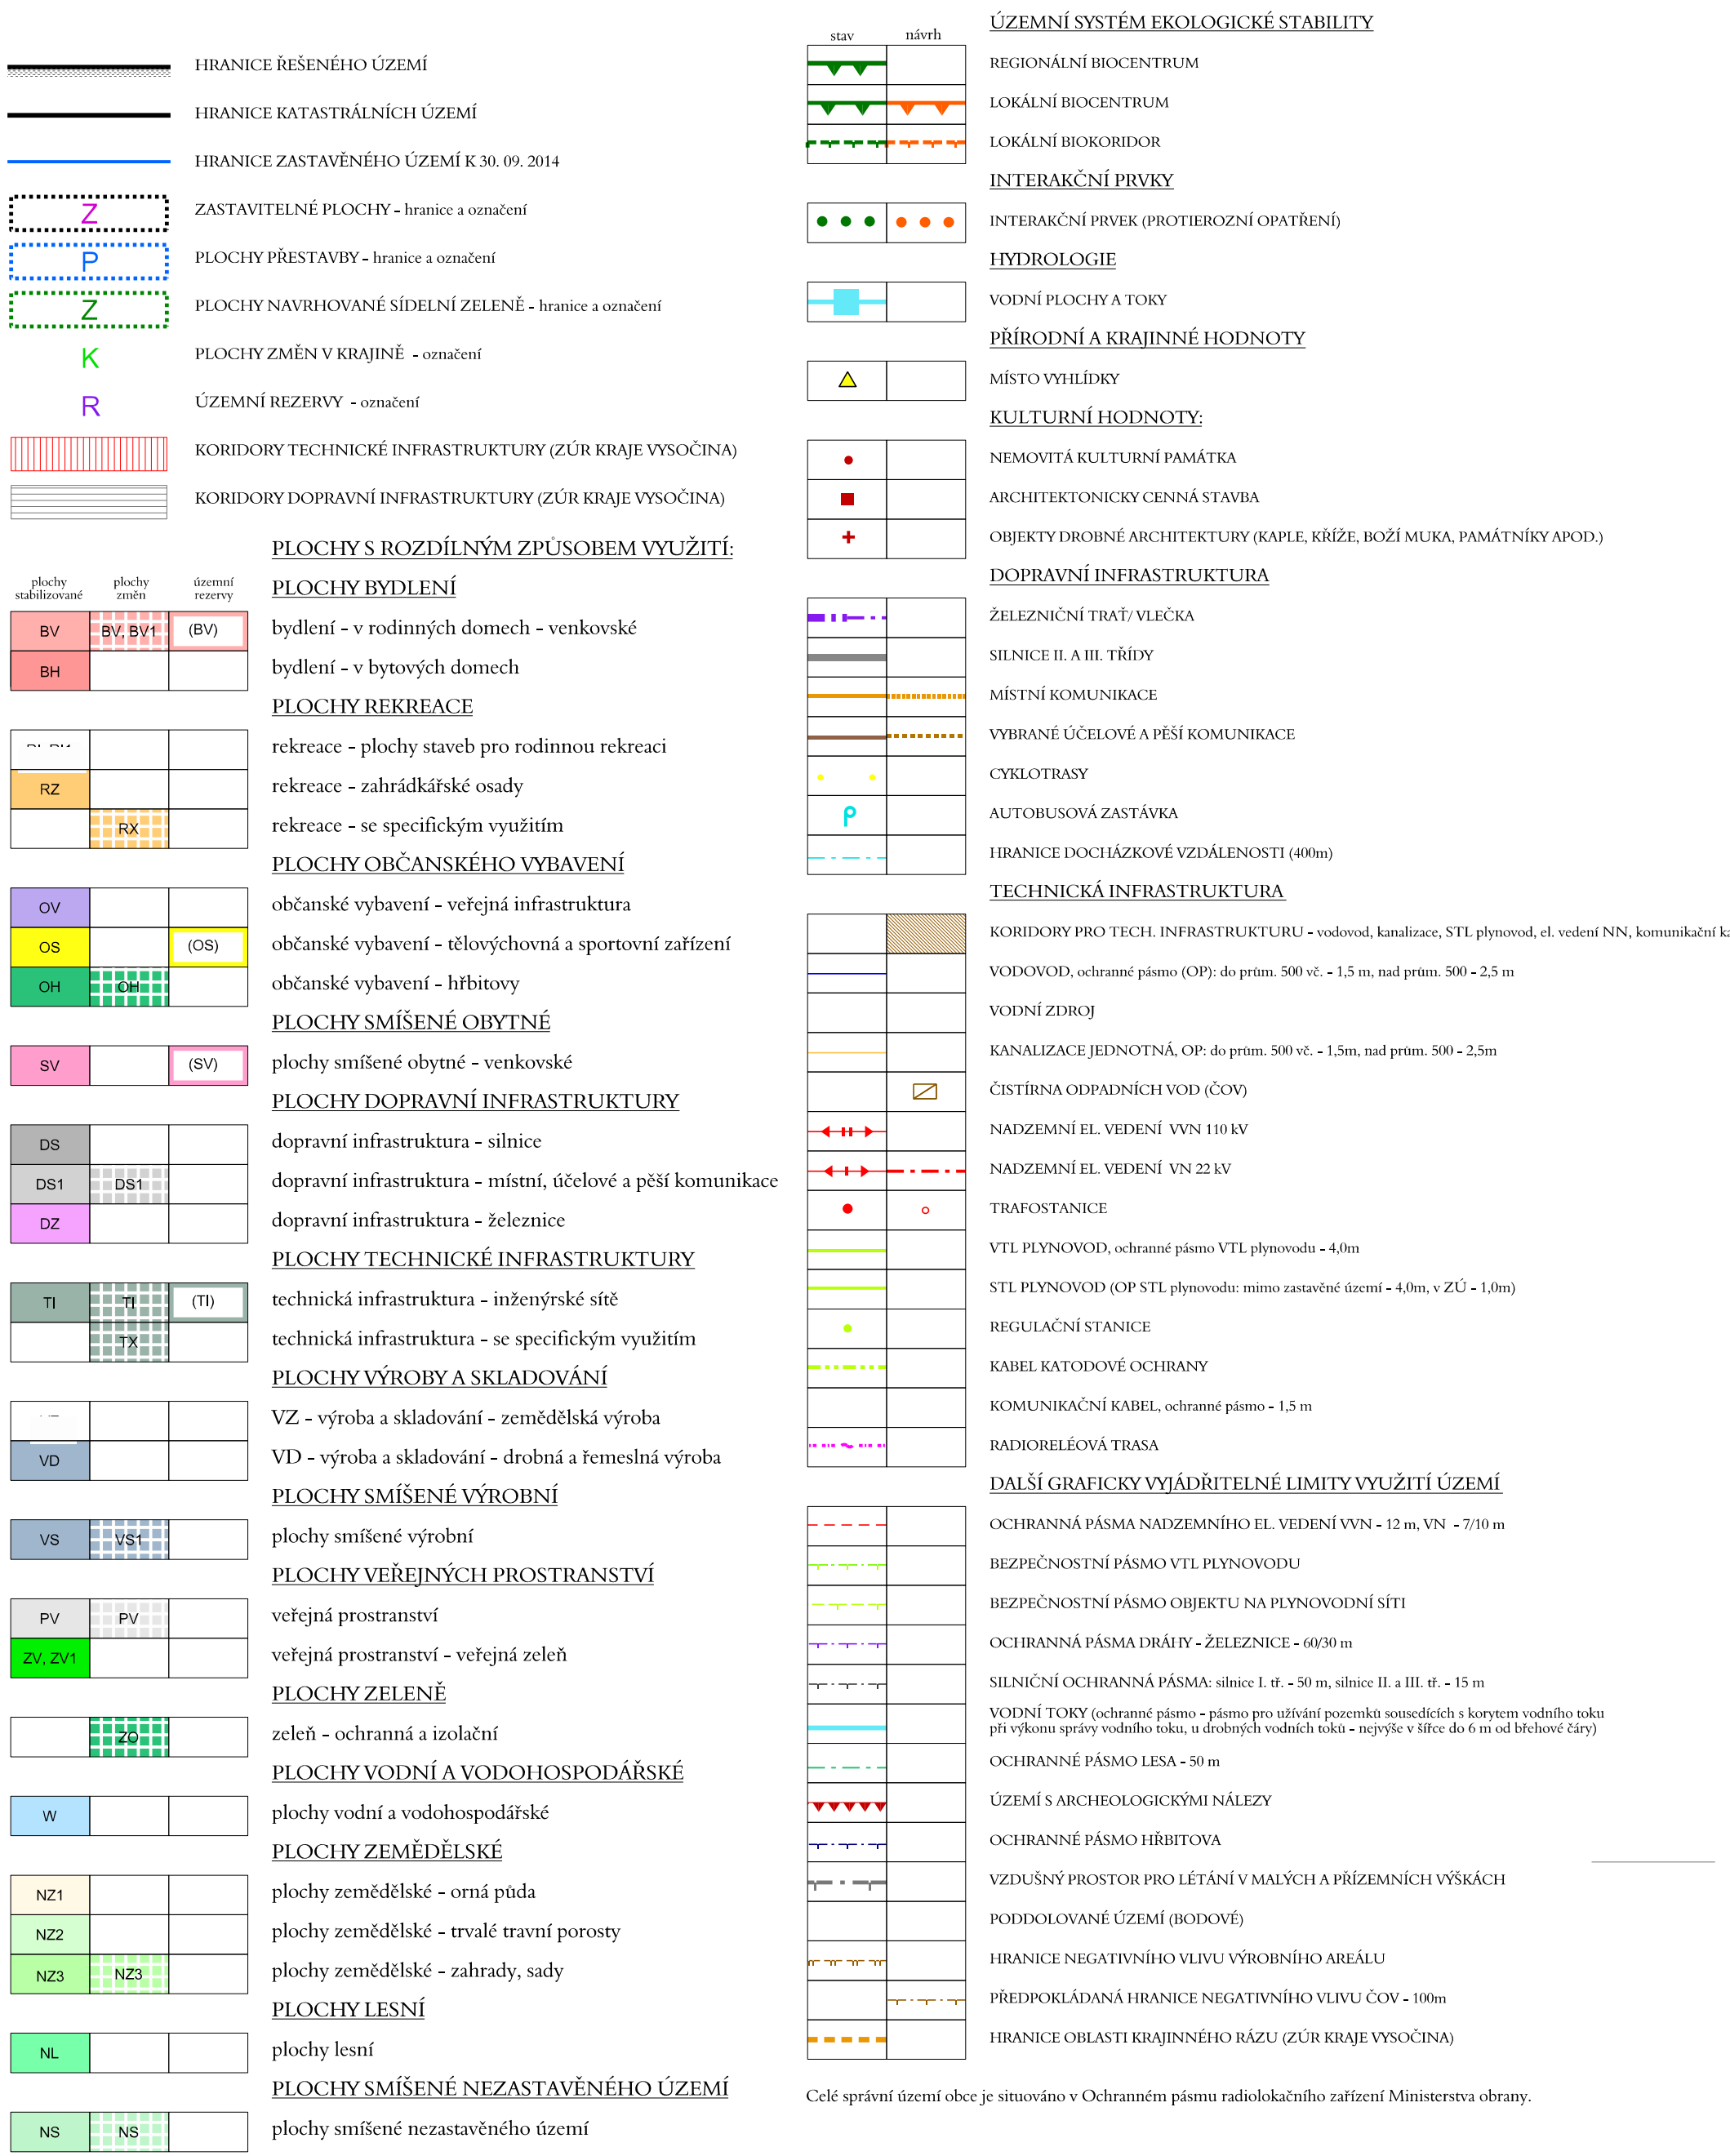 HRANICE ŘEŠENÉHO ÚZEMÍ
HRANICE KATASTRÁLNÍCH ÚZEMÍ
HRANICE ZASTAVĚNÉHO ÚZEMÍ K 30. 09. 2014
Z ZASTAVITELNÉ PLOCHY - hranice a označení
P PLOCHY PŘESTAVBY - hranice a označení
Z PLOCHY NAVRHOVANÉ SÍDELNÍ ZELENĚ - hranice a označení
K PLOCHY ZMĚN V KRAJINĚ - označení
R ÚZEMNÍ REZERVY - označení
KORIDORY TECHNICKÉ INFRASTRUKTURY (ZÚR KRAJE VYSOČINA)
KORIDORY DOPRAVNÍ INFRASTRUKTURY (ZÚR KRAJE VYSOČINA)
PLOCHY S ROZDÍLNÝM ZPŮSOBEM VYUŽITÍ:
plochy stabilizované plochy změn územní rezervy
PLOCHY BYDLENÍ
BV BV, BV1 (BV) bydlení - v rodinných domech - venkovské
BH bydlení - v bytových domech
PLOCHY REKREACE
rekreace - plochy staveb pro rodinnou rekreaci
RZ rekreace - zahrádkářské osady
RX rekreace - se specifickým využitím
PLOCHY OBČANSKÉHO VYBAVENÍ
OV občanské vybavení - veřejná infrastruktura
OS (OS) občanské vybavení - tělovýchovná a sportovní zařízení
OH OH občanské vybavení - hřbitovy
PLOCHY SMÍŠENÉ OBYTNÉ
SV (SV) plochy smíšené obytné - venkovské
PLOCHY DOPRAVNÍ INFRASTRUKTURY
DS dopravní infrastruktura - silnice
DS1 DS1 dopravní infrastruktura - místní, účelové a pěší komunikace
DZ dopravní infrastruktura - železnice
PLOCHY TECHNICKÉ INFRASTRUKTURY
TI TI (TI) technická infrastruktura - inženýrské sítě
TX technická infrastruktura - se specifickým využitím
PLOCHY VÝROBY A SKLADOVÁNÍ
VZ - výroba a skladování - zemědělská výroba
VD VD - výroba a skladování - drobná a řemeslná výroba
PLOCHY SMÍŠENÉ VÝROBNÍ
VS VS1 plochy smíšené výrobní
PLOCHY VEŘEJNÝCH PROSTRANSTVÍ
PV PV veřejná prostranství
ZV, ZV1 veřejná prostranství - veřejná zeleň
PLOCHY ZELENĚ
ZO zeleň - ochranná a izolační
PLOCHY VODNÍ A VODOHOSPODÁŘSKÉ
W plochy vodní a vodohospodářské
PLOCHY ZEMĚDĚLSKÉ
NZ1 plochy zemědělské - orná půda
NZ2 plochy zemědělské - trvalé travní porosty
NZ3 NZ3 plochy zemědělské - zahrady, sady
PLOCHY LESNÍ
NL plochy lesní
PLOCHY SMÍŠENÉ NEZASTAVĚNÉHO ÚZEMÍ
NS NS plochy smíšené nezastavěného území
ÚZEMNÍ SYSTÉM EKOLOGICKÉ STABILITY
stav návrh
REGIONÁLNÍ BIOCENTRUM
LOKÁLNÍ BIOCENTRUM
LOKÁLNÍ BIOKORIDOR
INTERAKČNÍ PRVKY
INTERAKČNÍ PRVEK (PROTIEROZNÍ OPATŘENÍ)
HYDROLOGIE
VODNÍ PLOCHY A TOKY
PŘÍRODNÍ A KRAJINNÉ HODNOTY
MÍSTO VYHLÍDKY
KULTURNÍ HODNOTY:
NEMOVITÁ KULTURNÍ PAMÁTKA
ARCHITEKTONICKY CENNÁ STAVBA
OBJEKTY DROBNÉ ARCHITEKTURY (KAPLE, KŘÍŽE, BOŽÍ MUKA, PAMÁTNÍKY APOD.)
DOPRAVNÍ INFRASTRUKTURA
ŽELEZNIČNÍ TRAŤ/ VLEČKA
SILNICE II. A III. TŘÍDY
MÍSTNÍ KOMUNIKACE
VYBRANÉ ÚČELOVÉ A PĚŠÍ KOMUNIKACE
CYKLOTRASY
AUTOBUSOVÁ ZASTÁVKA
HRANICE DOCHÁZKOVÉ VZDÁLENOSTI (400m)
TECHNICKÁ INFRASTRUKTURA
KORIDORY PRO TECH. INFRASTRUKTURU - vodovod, kanalizace, STL plynovod, el. vedení NN, komunikační
VODOVOD, ochranné pásmo (OP): do prům. 500 vč. - 1,5 m, nad prům. 500 - 2,5 m
VODNÍ ZDROJ
KANALIZACE JEDNOTNÁ, OP: do prům. 500 vč. - 1,5m, nad prům. 500 - 2,5m
ČISTÍRNA ODPADNÍCH VOD (ČOV)
NADZEMNÍ EL. VEDENÍ VVN 110 kV
NADZEMNÍ EL. VEDENÍ VN 22 kV
TRAFOSTANICE
VTL PLYNOVOD, ochranné pásmo VTL plynovodu - 4,0m
STL PLYNOVOD (OP STL plynovodu: mimo zastavěné území - 4,0m, v ZÚ - 1,0m)
REGULAČNÍ STANICE
KABEL KATODOVÉ OCHRANY
KOMUNIKAČNÍ KABEL, ochranné pásmo - 1,5 m
RADIORELÉOVÁ TRASA
DALŠÍ GRAFICKY VYJÁDŘITELNÉ LIMITY VYUŽITÍ ÚZEMÍ
OCHRANNÁ PÁSMA NADZEMNÍHO EL. VEDENÍ VVN - 12 m, VN - 7/10 m
BEZPEČNOSTNÍ PÁSMO VTL PLYNOVODU
BEZPEČNOSTNÍ PÁSMO OBJEKTU NA PLYNOVODNÍ SÍTI
OCHRANNÁ PÁSMA DRÁHY - ŽELEZNICE - 60/30 m
SILNIČNÍ OCHRANNÁ PÁSMA: silnice I. tř. - 50 m, silnice II. a III. tř. - 15 m
VODNÍ TOKY (ochranné pásmo - pásmo pro užívání pozemků sousedících s korytem vodního toku
při výkonu správy vodního toku, u drobných vodních toků - nejvýše v šířce do 6 m od břehové čáry)
OCHRANNÉ PÁSMO LESA - 50 m
ÚZEMÍ S ARCHEOLOGICKÝMI NÁLEZY
OCHRANNÉ PÁSMO HŘBITOVA
VZDUŠNÝ PROSTOR PRO LÉTÁNÍ V MALÝCH A PŘÍZEMNÍCH VÝŠKÁCH
PODDOLOVANÉ ÚZEMÍ (BODOVÉ)
HRANICE NEGATIVNÍHO VLIVU VÝROBNÍHO AREÁLU
PŘEDPOKLÁDANÁ HRANICE NEGATIVNÍHO VLIVU ČOV - 100m
HRANICE OBLASTI KRAJINNÉHO RÁZU (ZÚR KRAJE VYSOČINA)
Celé správní území obce je situováno v Ochranném pásmu radiolokačního zařízení Ministerstva obrany.